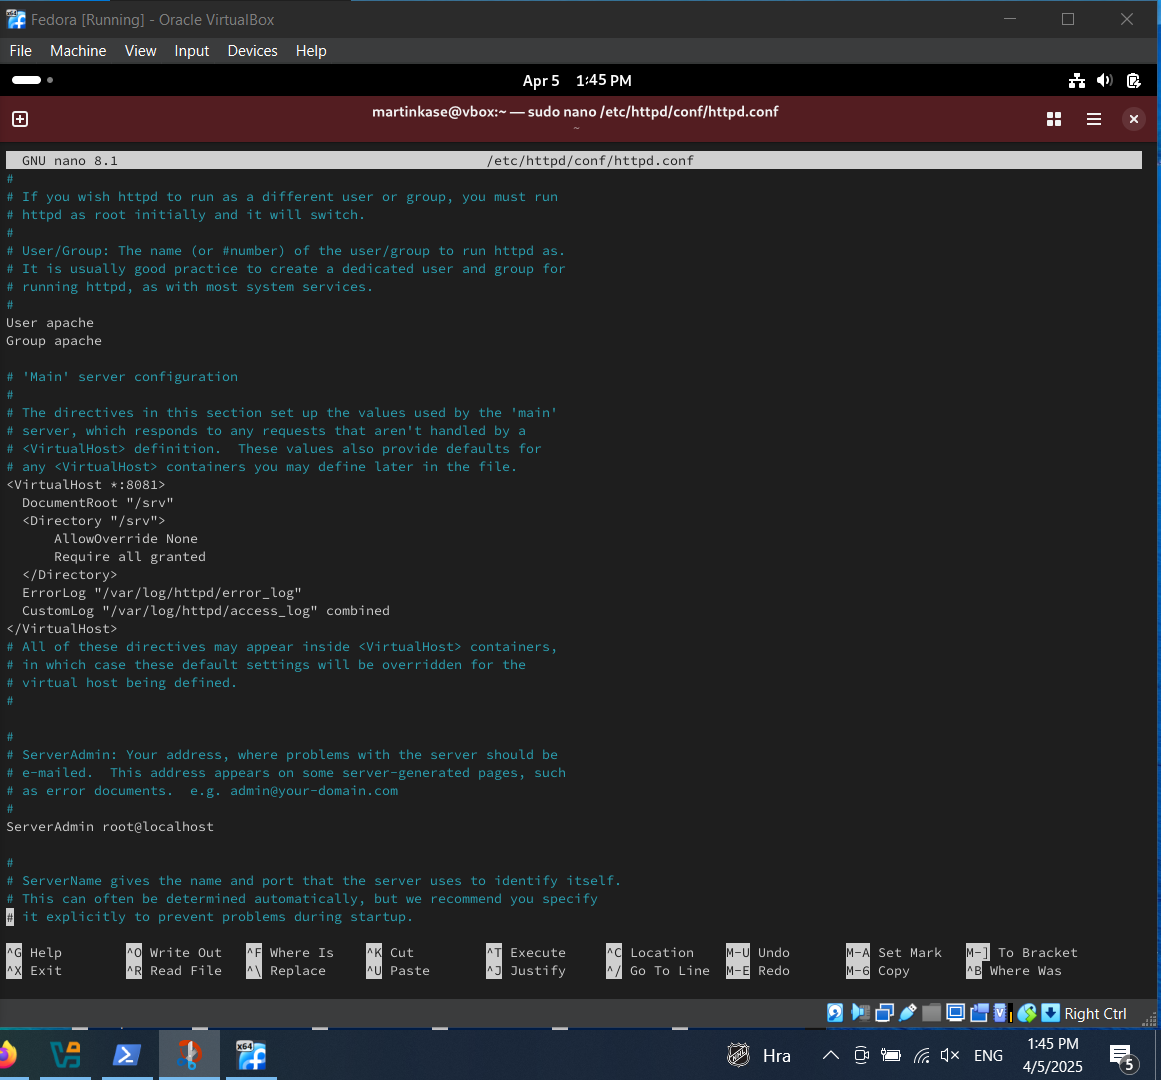 Fedora [Running] - Oracle VirtualBox
File Machine View Input Devices Help
Apr 5 1:45 PM
martinkase@vbox:~ — sudo nano /etc/httpd/conf/httpd.conf
~
GNU nano 8.1 /etc/httpd/conf/httpd.conf
#
# If you wish httpd to run as a different user or group, you must run
# httpd as root initially and it will switch.
#
# User/Group: The name (or #number) of the user/group to run httpd as.
# It is usually good practice to create a dedicated user and group for
# running httpd, as with most system services.
#
User apache
Group apache
# 'Main' server configuration
#
# The directives in this section set up the values used by the 'main'
# server, which responds to any requests that aren't handled by a
# <VirtualHost> definition.  These values also provide defaults for
# any <VirtualHost> containers you may define later in the file.
<VirtualHost *:8081>
  DocumentRoot "/srv"
  <Directory "/srv">
      AllowOverride None
      Require all granted
  </Directory>
  ErrorLog "/var/log/httpd/error_log"
  CustomLog "/var/log/httpd/access_log" combined
</VirtualHost>
# All of these directives may appear inside <VirtualHost> containers,
# in which case these default settings will be overridden for the
# virtual host being defined.
#
#
# ServerAdmin: Your address, where problems with the server should be
# e-mailed.  This address appears on some server-generated pages, such
# as error documents.  e.g. admin@your-domain.com
#
ServerAdmin root@localhost
#
# ServerName gives the name and port that the server uses to identify itself.
# This can often be determined automatically, but we recommend you specify
# it explicitly to prevent problems during startup.
^G Help ^O Write Out ^F Where Is ^K Cut ^T Execute ^C Location M-U Undo M-A Set Mark M-] To Bracket
^X Exit ^R Read File ^\ Replace ^U Paste ^J Justify ^/ Go To Line M-E Redo M-6 Copy ^B Where Was
Right Ctrl
x64
Hra
ENG
1:45 PM
4/5/2025
5